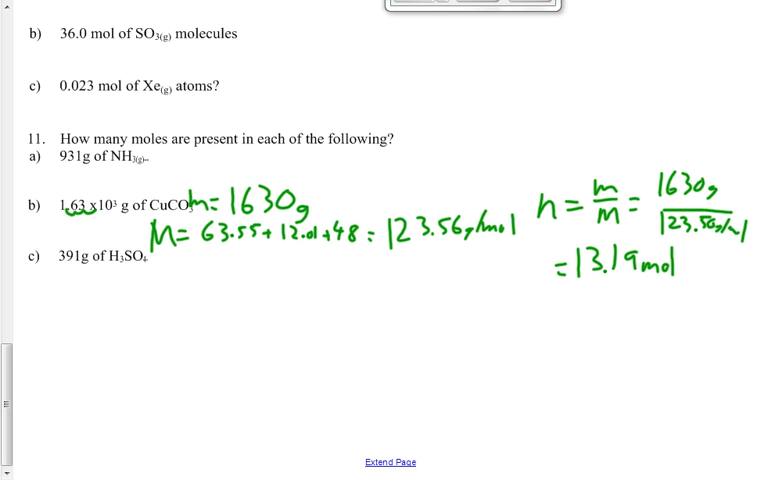 b) 36.0 mol of SO3(g) molecules
c) 0.023 mol of Xe(g) atoms?
11. How many moles are present in each of the following?
a) 931g of NH3(g)-
b) 1.63 x10³ g of CuCO3 m= 1630g
M= 63.55+12.01+48 = 123.56g/mol
n = m/M = 1630g/123.56g/mol
= 13.19mol
c) 391g of H3SO4
Extend Page